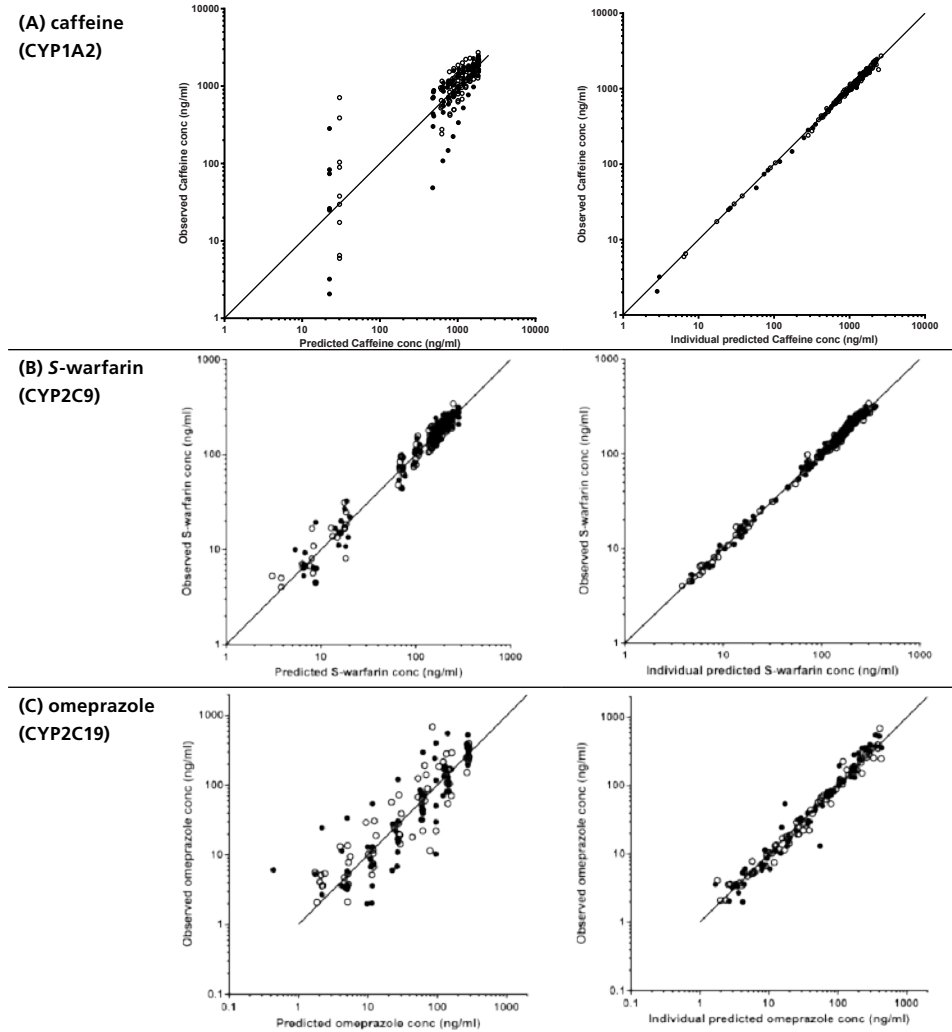 (A) caffeine
(CYP1A2)
10000
1000
100
10
1
Observed Caffeine conc (ng/ml)
1 10 100 1000 10000
Predicted Caffeine conc (ng/ml)
10000
1000
100
10
1
Observed Caffeine conc (ng/ml)
1 10 100 1000 10000
Individual predicted Caffeine conc (ng/ml)
(B) S-warfarin
(CYP2C9)
1000
100
10
1
Observed S-warfarin conc (ng/ml)
1 10 100 1000
Predicted S-warfarin conc (ng/ml)
1000
100
10
1
Observed S-warfarin conc (ng/ml)
1 10 100 1000
Individual predicted S-warfarin conc (ng/ml)
(C) omeprazole
(CYP2C19)
1000
100
10
1
0.1
Observed omeprazole conc (ng/ml)
0.1 1 10 100 1000
Predicted omeprazole conc (ng/ml)
1000
100
10
1
0.1
Observed omeprazole conc (ng/ml)
0.1 1 10 100 1000
Individual predicted omeprazole conc (ng/ml)